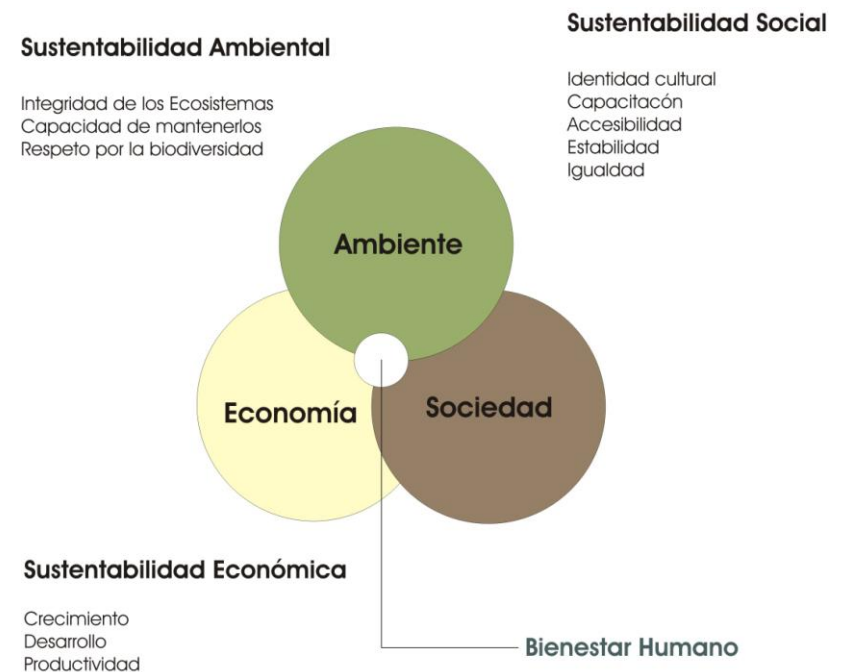 Sustentabilidad Social
Sustentabilidad Ambiental
Identidad cultural
Capacitacón
Accesibilidad
Estabilidad
Igualdad
Integridad de los Ecosistemas
Capacidad de mantenerlos
Respeto por la biodiversidad
Ambiente
Economía
Sociedad
Sustentabilidad Económica
Crecimiento
Desarrollo
Productividad
Bienestar Humano